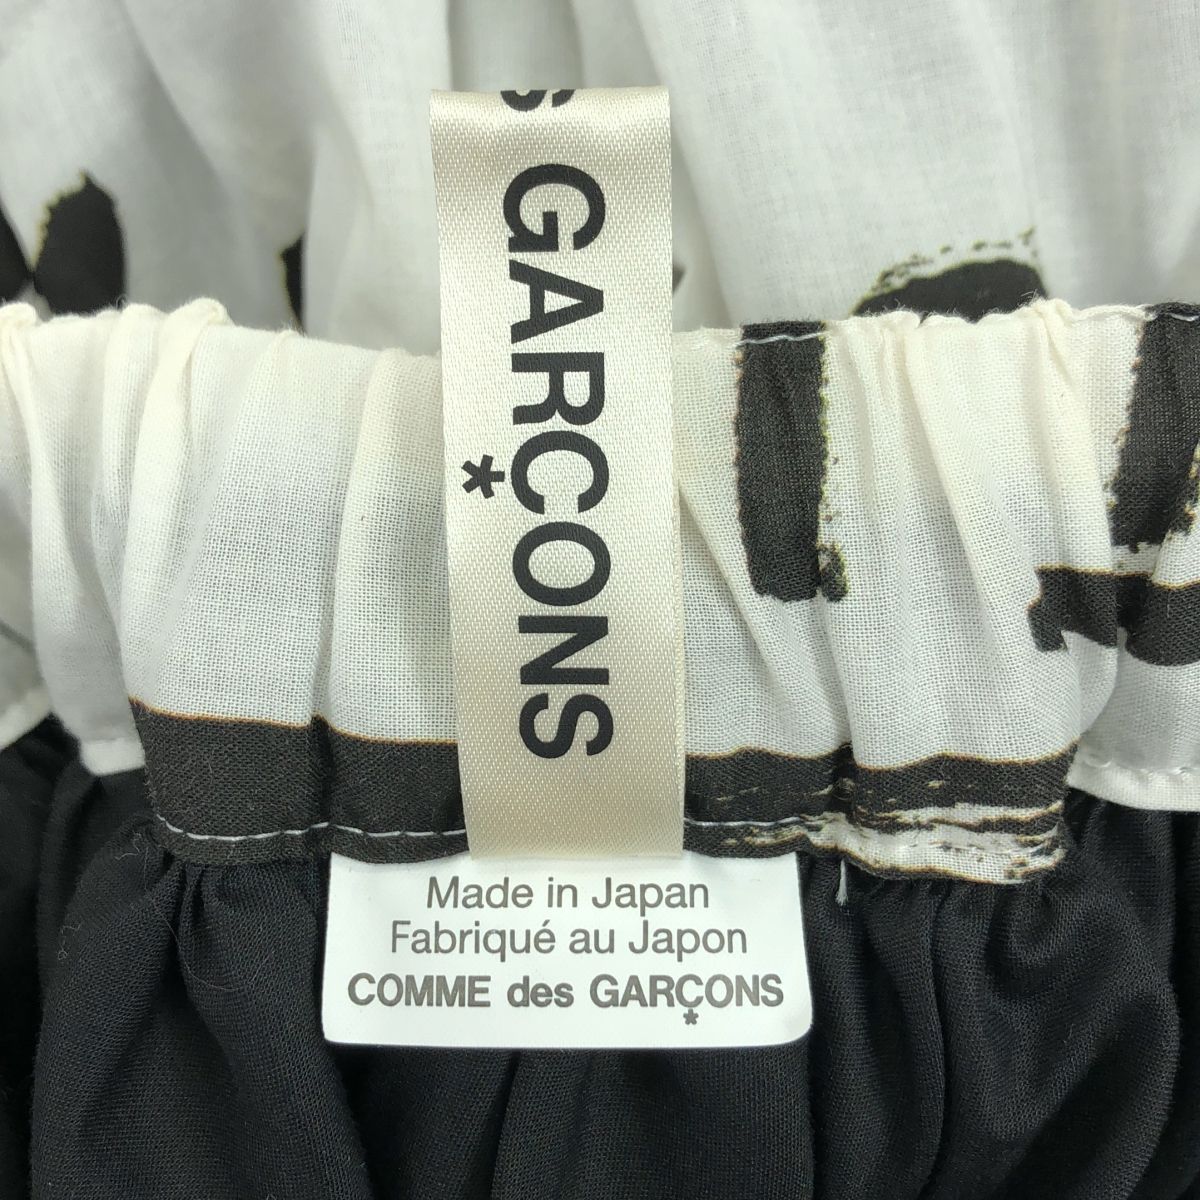 S GARÇONS
Made in Japan
Fabriqué au Japon
COMME des GARÇONS